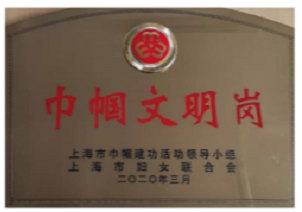 巾帼文明岗
上海市巾帼建功活动领导小组
上海市妇女联合会
二〇二〇年三月